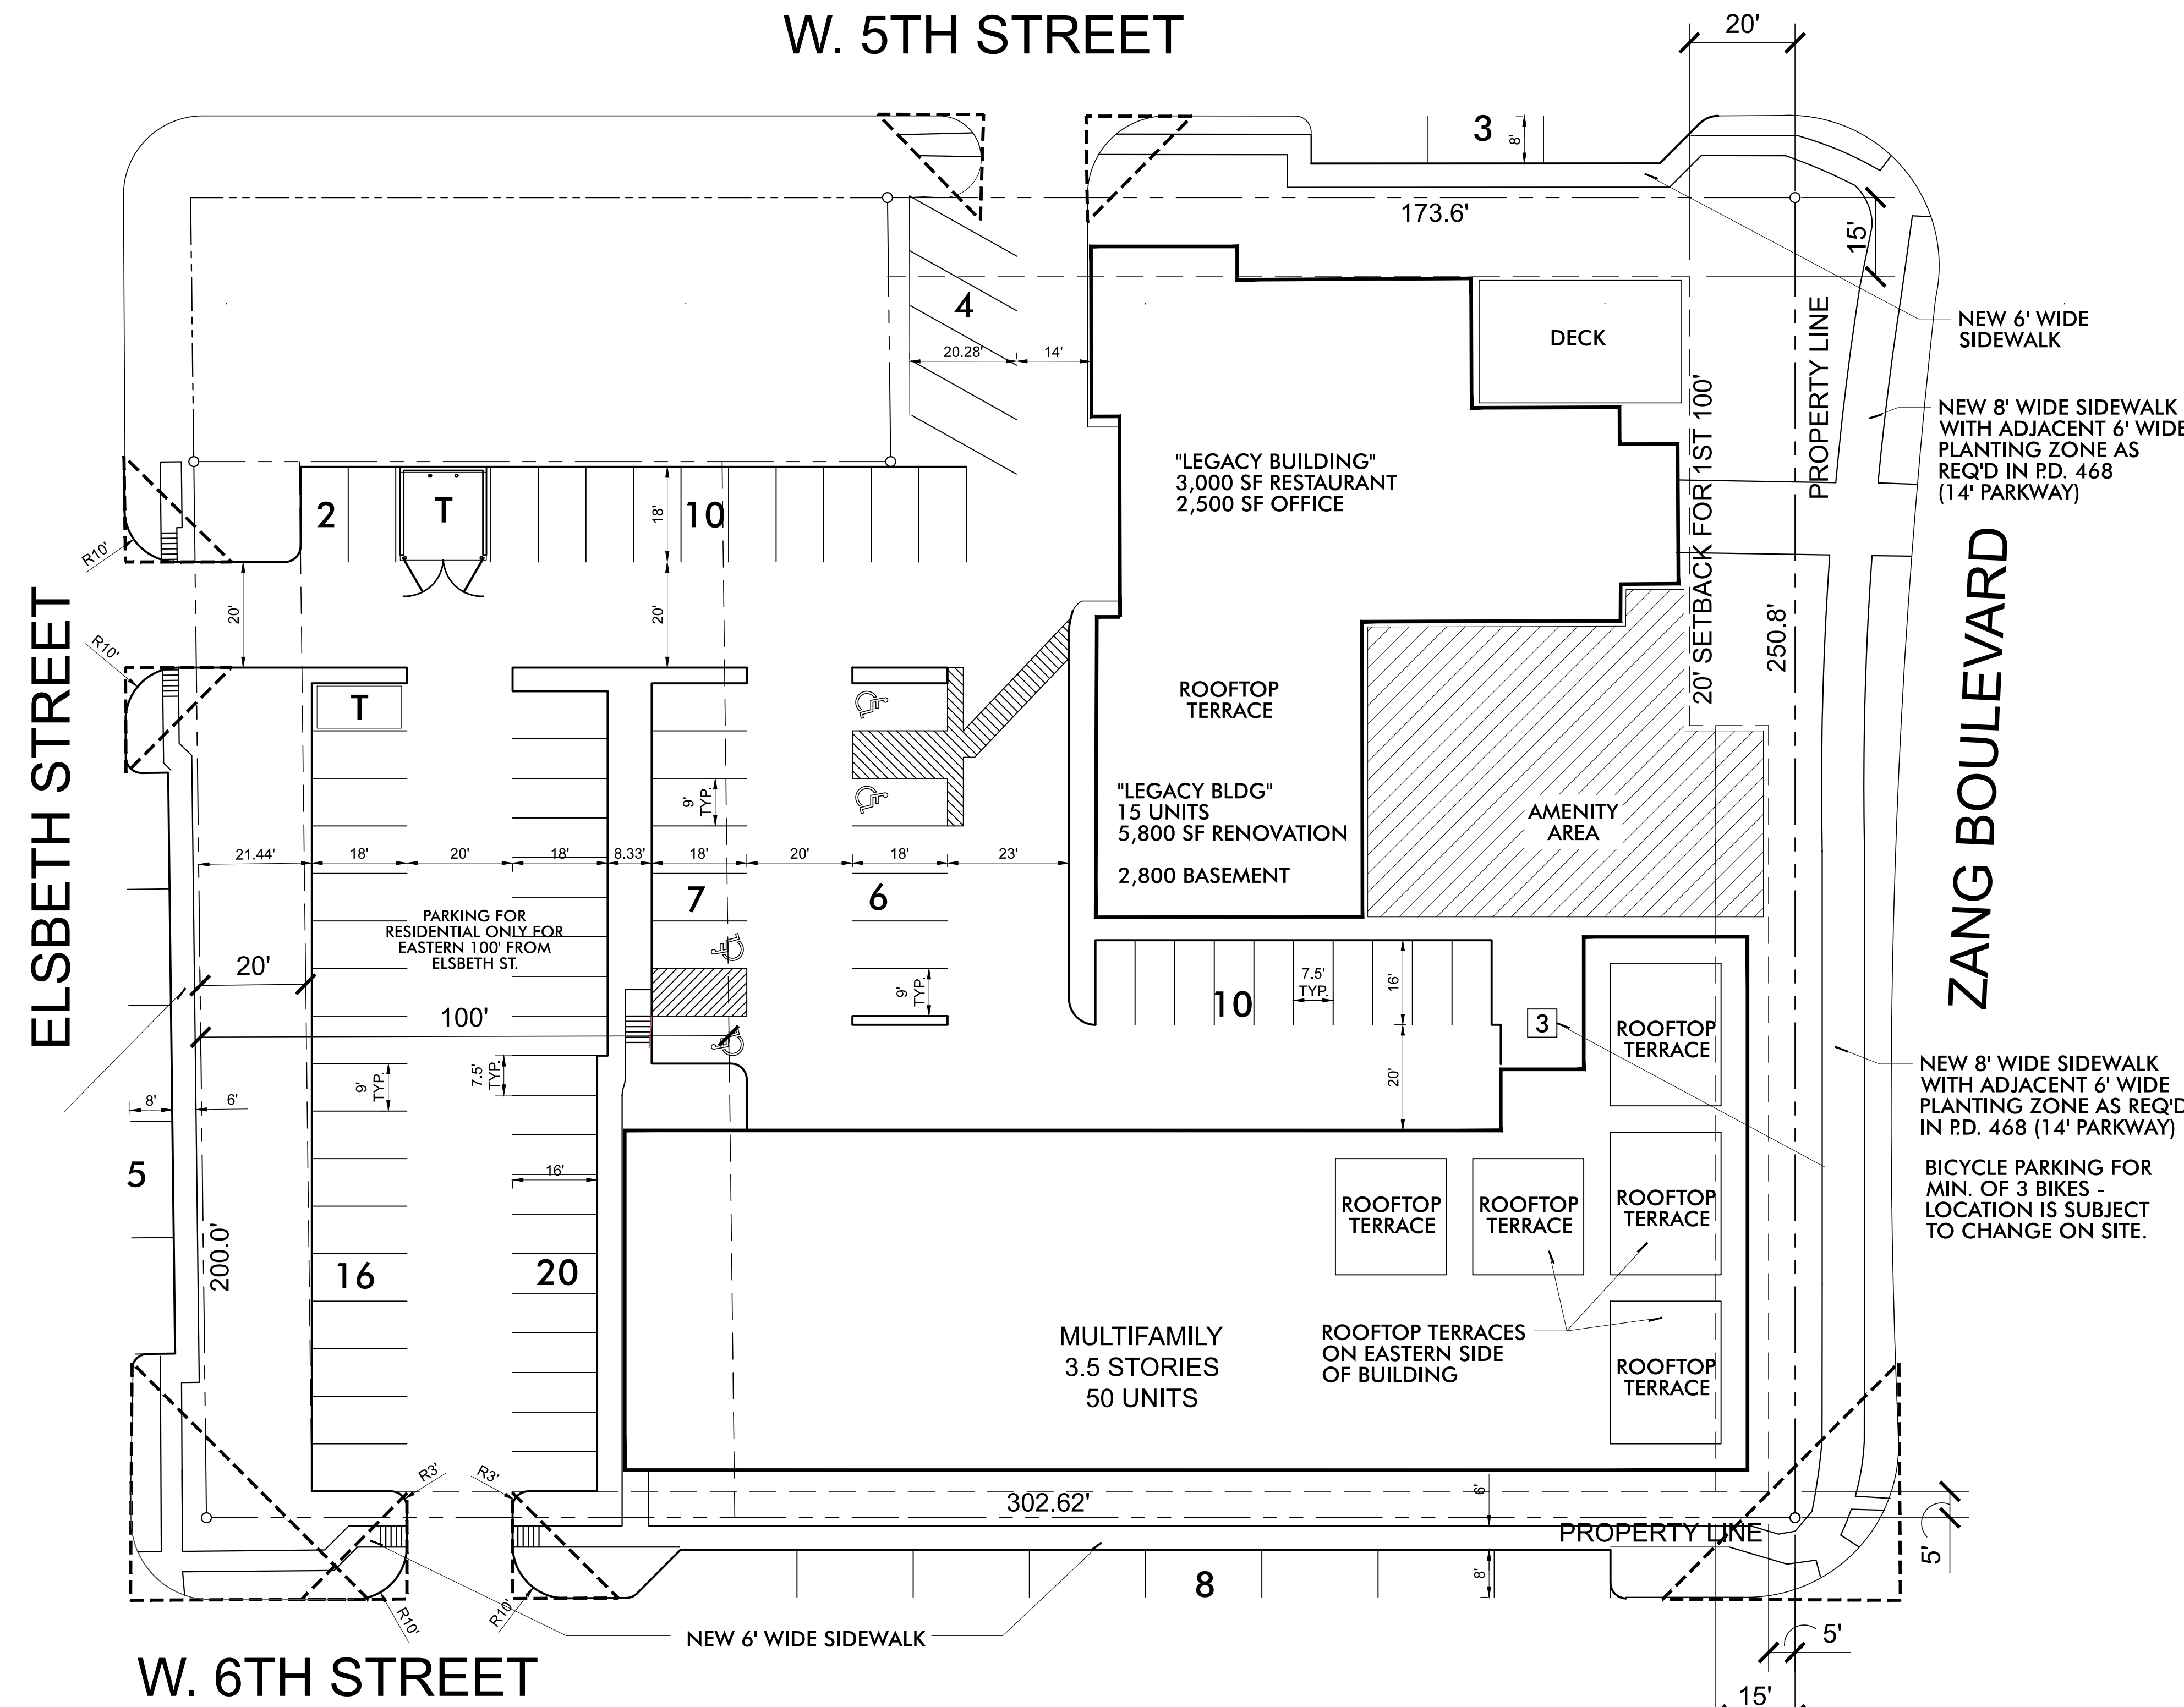 W. 5TH STREET
20'
3
8'
173.6'
15'
4
20.28'
14'
DECK
PROPERTY LINE
NEW 6' WIDE
SIDEWALK
NEW 8' WIDE SIDEWALK
WITH ADJACENT 6' WIDE
PLANTING ZONE AS
REQ'D IN P.D. 468
(14' PARKWAY)
"LEGACY BUILDING"
3,000 SF RESTAURANT
2,500 SF OFFICE
20' SETBACK FOR 1ST 100'
2
T
18'
10
R10'
20'
20'
R10'
ELSBETH STREET
ZANG BOULEVARD
250.8'
T
ROOFTOP
TERRACE
9'
TYP.
"LEGACY BLDG"
15 UNITS
5,800 SF RENOVATION
2,800 BASEMENT
AMENITY
AREA
21.44'
18'
20'
18'
8.33'
18'
20'
18'
23'
7
6
PARKING FOR
RESIDENTIAL ONLY FOR
EASTERN 100' FROM
ELSBETH ST.
20'
100'
9'
TYP.
10
7.5'
TYP.
16'
20'
3
ROOFTOP
TERRACE
9'
TYP.
7.5'
TYP.
8'
6'
NEW 8' WIDE SIDEWALK
WITH ADJACENT 6' WIDE
PLANTING ZONE AS REQ'D
IN P.D. 468 (14' PARKWAY)
BICYCLE PARKING FOR
MIN. OF 3 BIKES -
LOCATION IS SUBJECT
TO CHANGE ON SITE.
5
16'
200.0'
16
20
ROOFTOP
TERRACE
ROOFTOP
TERRACE
ROOFTOP
TERRACE
MULTIFAMILY
3.5 STORIES
50 UNITS
ROOFTOP TERRACES
ON EASTERN SIDE
OF BUILDING
ROOFTOP
TERRACE
R3'
R3'
302.62'
6'
PROPERTY LINE
5'
8
8'
R10'
R10'
NEW 6' WIDE SIDEWALK
5'
15'
W. 6TH STREET